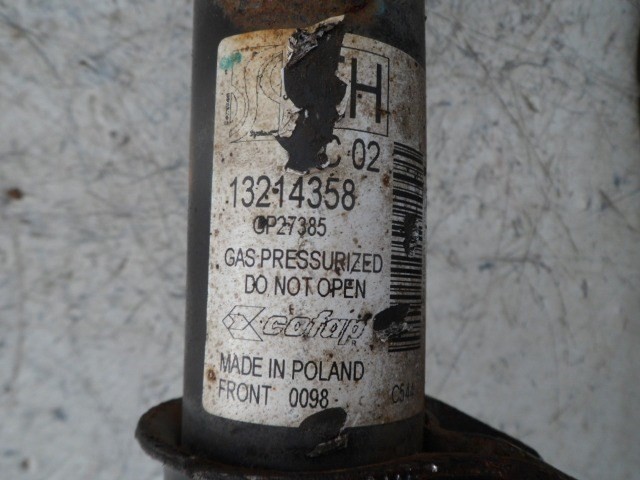 H
C 02
13214358
CP27385
GAS PRESSURIZED
DO NOT OPEN
cofap
MADE IN POLAND
FRONT 0098